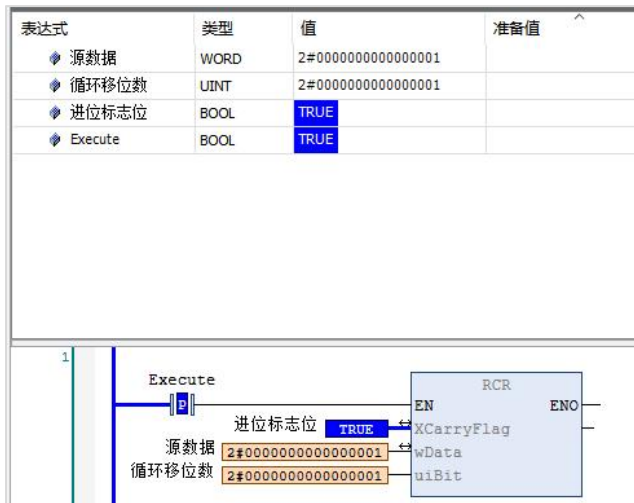 表达式 类型 值 准备值
源数据 WORD 2#0000000000000001
循环移位数 UINT 2#0000000000000001
进位标志位 BOOL TRUE
Execute BOOL TRUE
1
Execute
P
RCR
EN ENO
进位标志位 TRUE XCarryFlag
源数据 2#0000000000000001 wData
循环移位数 2#0000000000000001 uiBit